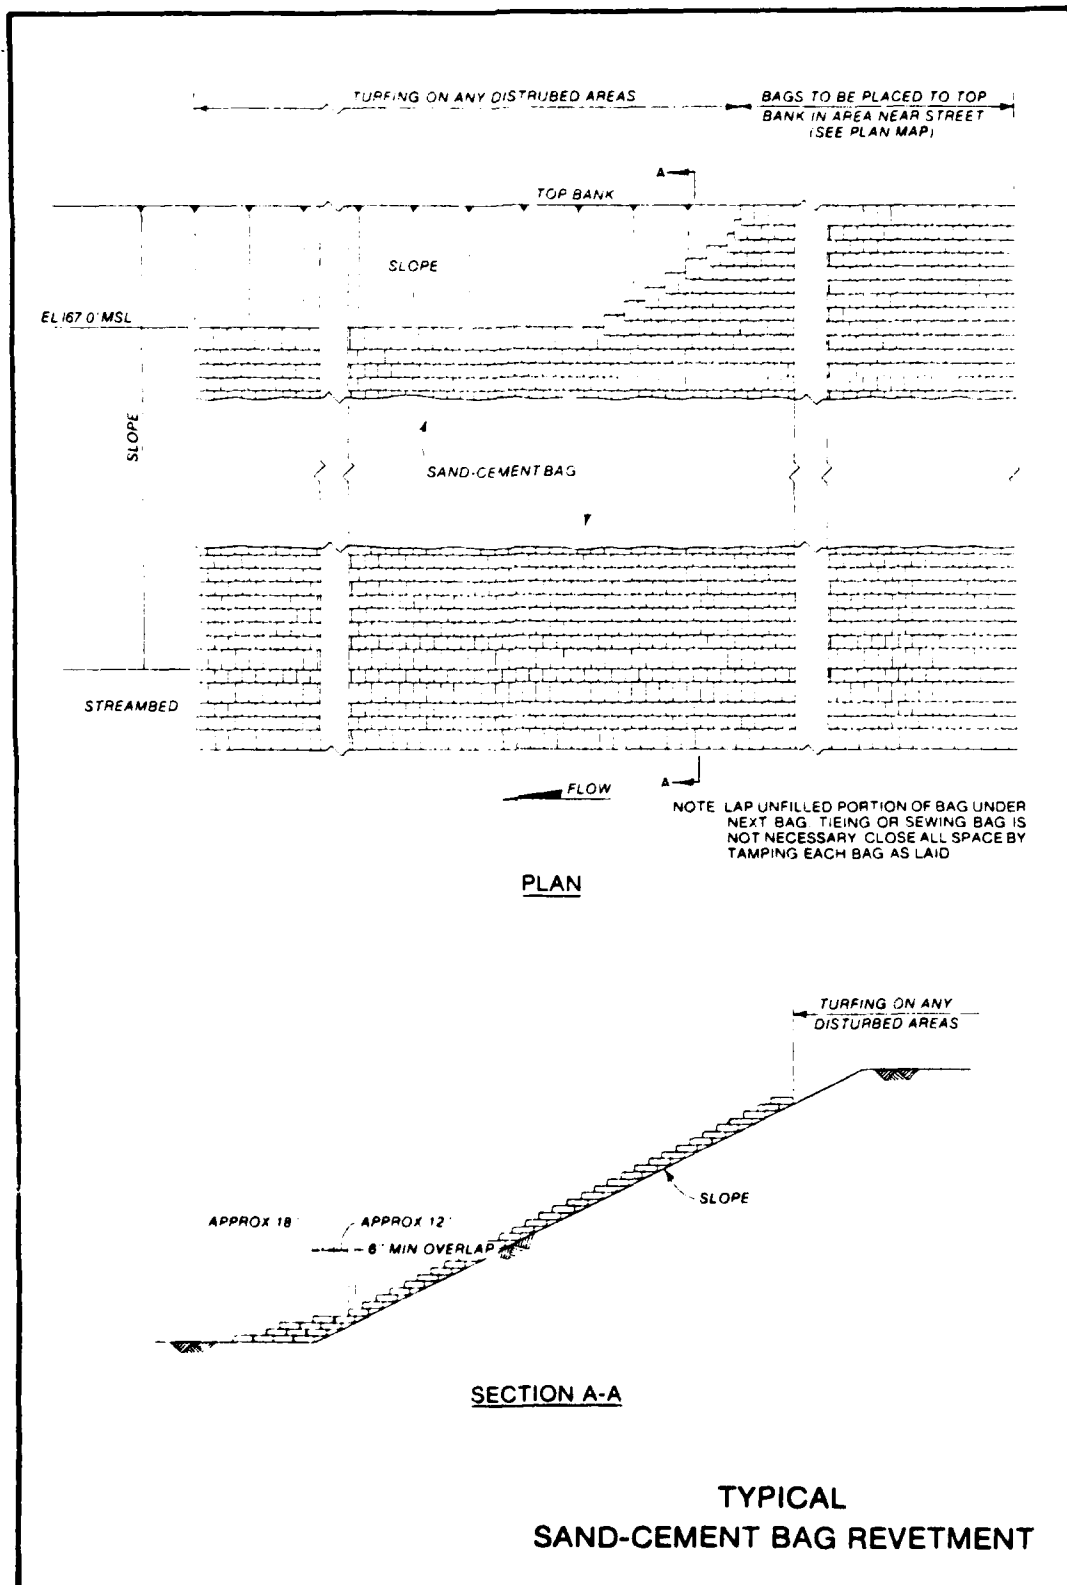 TURFING ON ANY DISTRUBED AREAS
BAGS TO BE PLACED TO TOP
BANK IN AREA NEAR STREET
(SEE PLAN MAP)
A
TOP BANK
SLOPE
EL 167.0' MSL
SLOPE
SAND-CEMENT BAG
STREAMBED
A
FLOW
NOTE LAP UNFILLED PORTION OF BAG UNDER
NEXT BAG. TIEING OR SEWING BAG IS
NOT NECESSARY. CLOSE ALL SPACE BY
TAMPING EACH BAG AS LAID
PLAN
TURFING ON ANY
DISTURBED AREAS
SLOPE
APPROX 18"
APPROX 12"
6" MIN OVERLAP
SECTION A-A
TYPICAL
SAND-CEMENT BAG REVETMENT